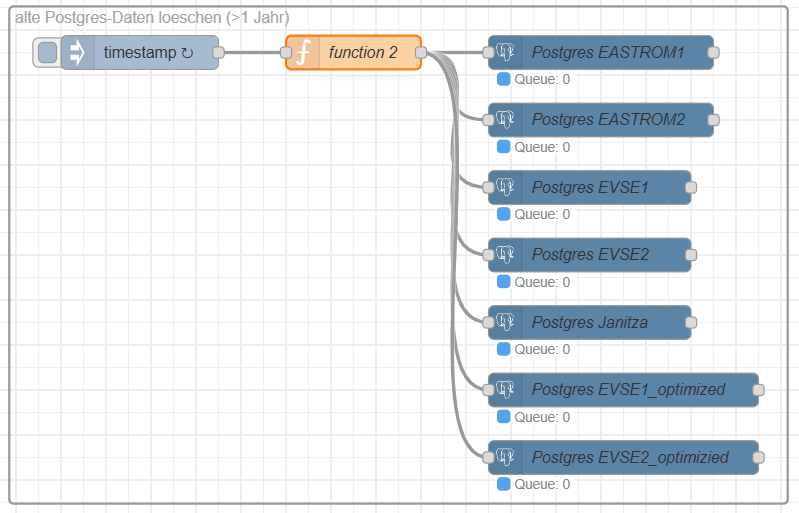 alte Postgres-Daten loeschen (>1 Jahr)
timestamp ↻
function 2
Postgres EASTROM1
Queue: 0
Postgres EASTROM2
Queue: 0
Postgres EVSE1
Queue: 0
Postgres EVSE2
Queue: 0
Postgres Janitza
Queue: 0
Postgres EVSE1_optimized
Queue: 0
Postgres EVSE2_optimizied
Queue: 0